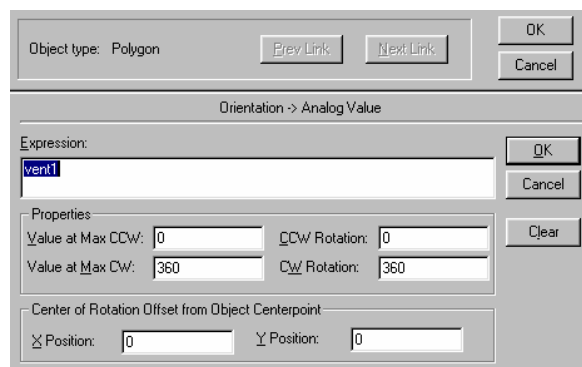 Object type: Polygon
Prev Link
Next Link
OK
Cancel
Orientation -> Analog Value
Expression:
vent1
OK
Cancel
Clear
Properties
Value at Max CCW: 0
CCW Rotation: 0
Value at Max CW: 360
CW Rotation: 360
Center of Rotation Offset from Object Centerpoint
X Position: 0
Y Position: 0